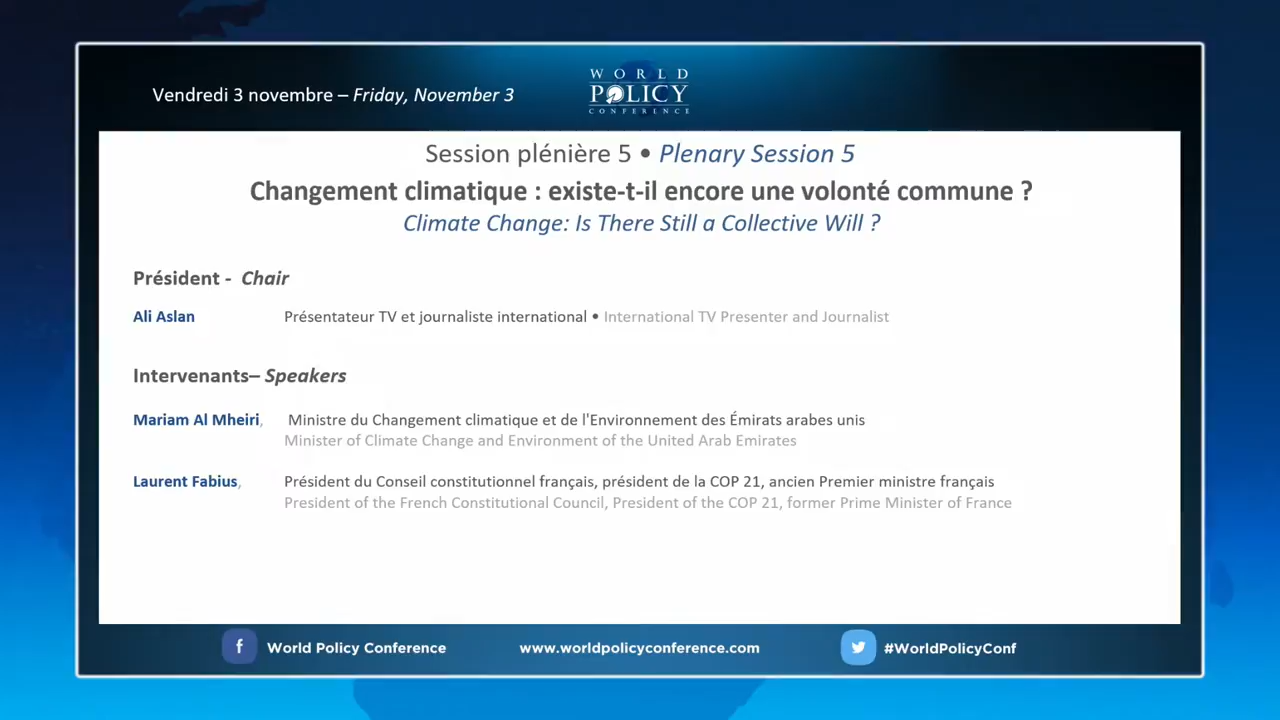 Vendredi 3 novembre – Friday, November 3
WORLD
POLICY
CONFERENCE
Session plénière 5 • Plenary Session 5
Changement climatique : existe-t-il encore une volonté commune ?
Climate Change: Is There Still a Collective Will ?
Président - Chair
Ali Aslan Présentateur TV et journaliste international • International TV Presenter and Journalist
Intervenants– Speakers
Mariam Al Mheiri, Ministre du Changement climatique et de l'Environnement des Émirats arabes unis
Minister of Climate Change and Environment of the United Arab Emirates
Laurent Fabius, Président du Conseil constitutionnel français, président de la COP 21, ancien Premier ministre français
President of the French Constitutional Council, President of the COP 21, former Prime Minister of France
f World Policy Conference www.worldpolicyconference.com #WorldPolicyConf